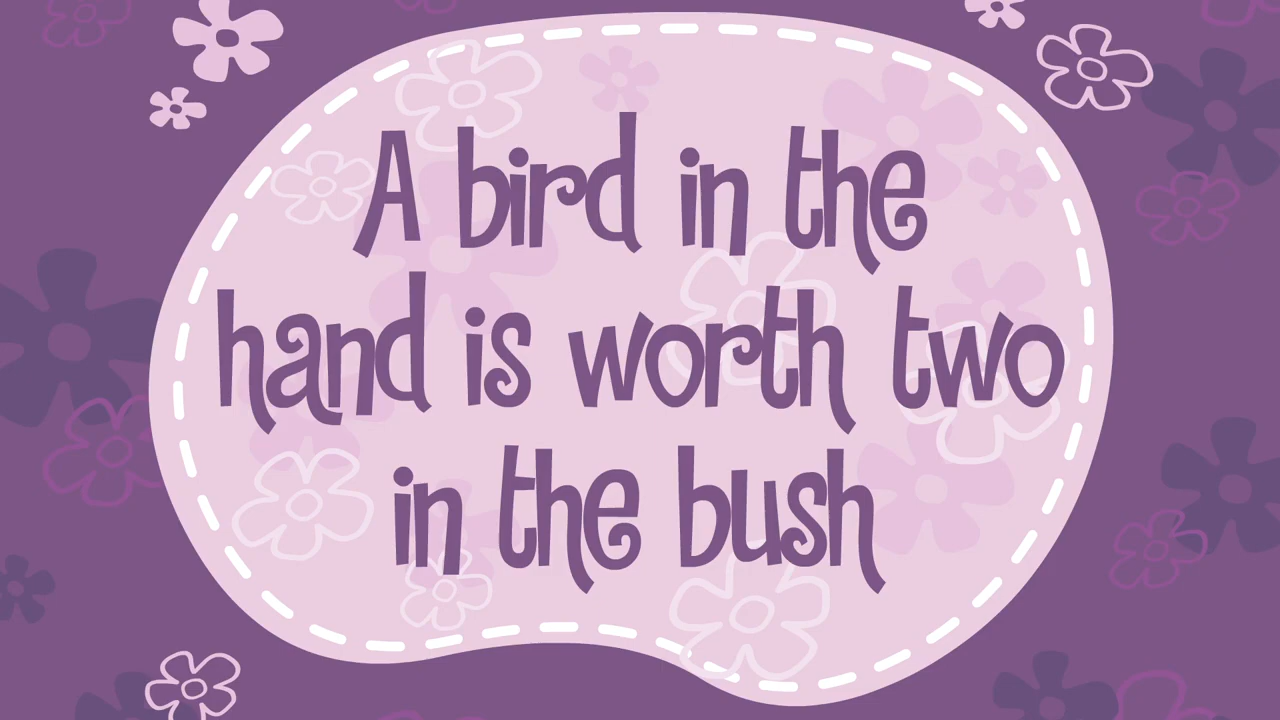 A bird in the
hand is worth two
in the bush